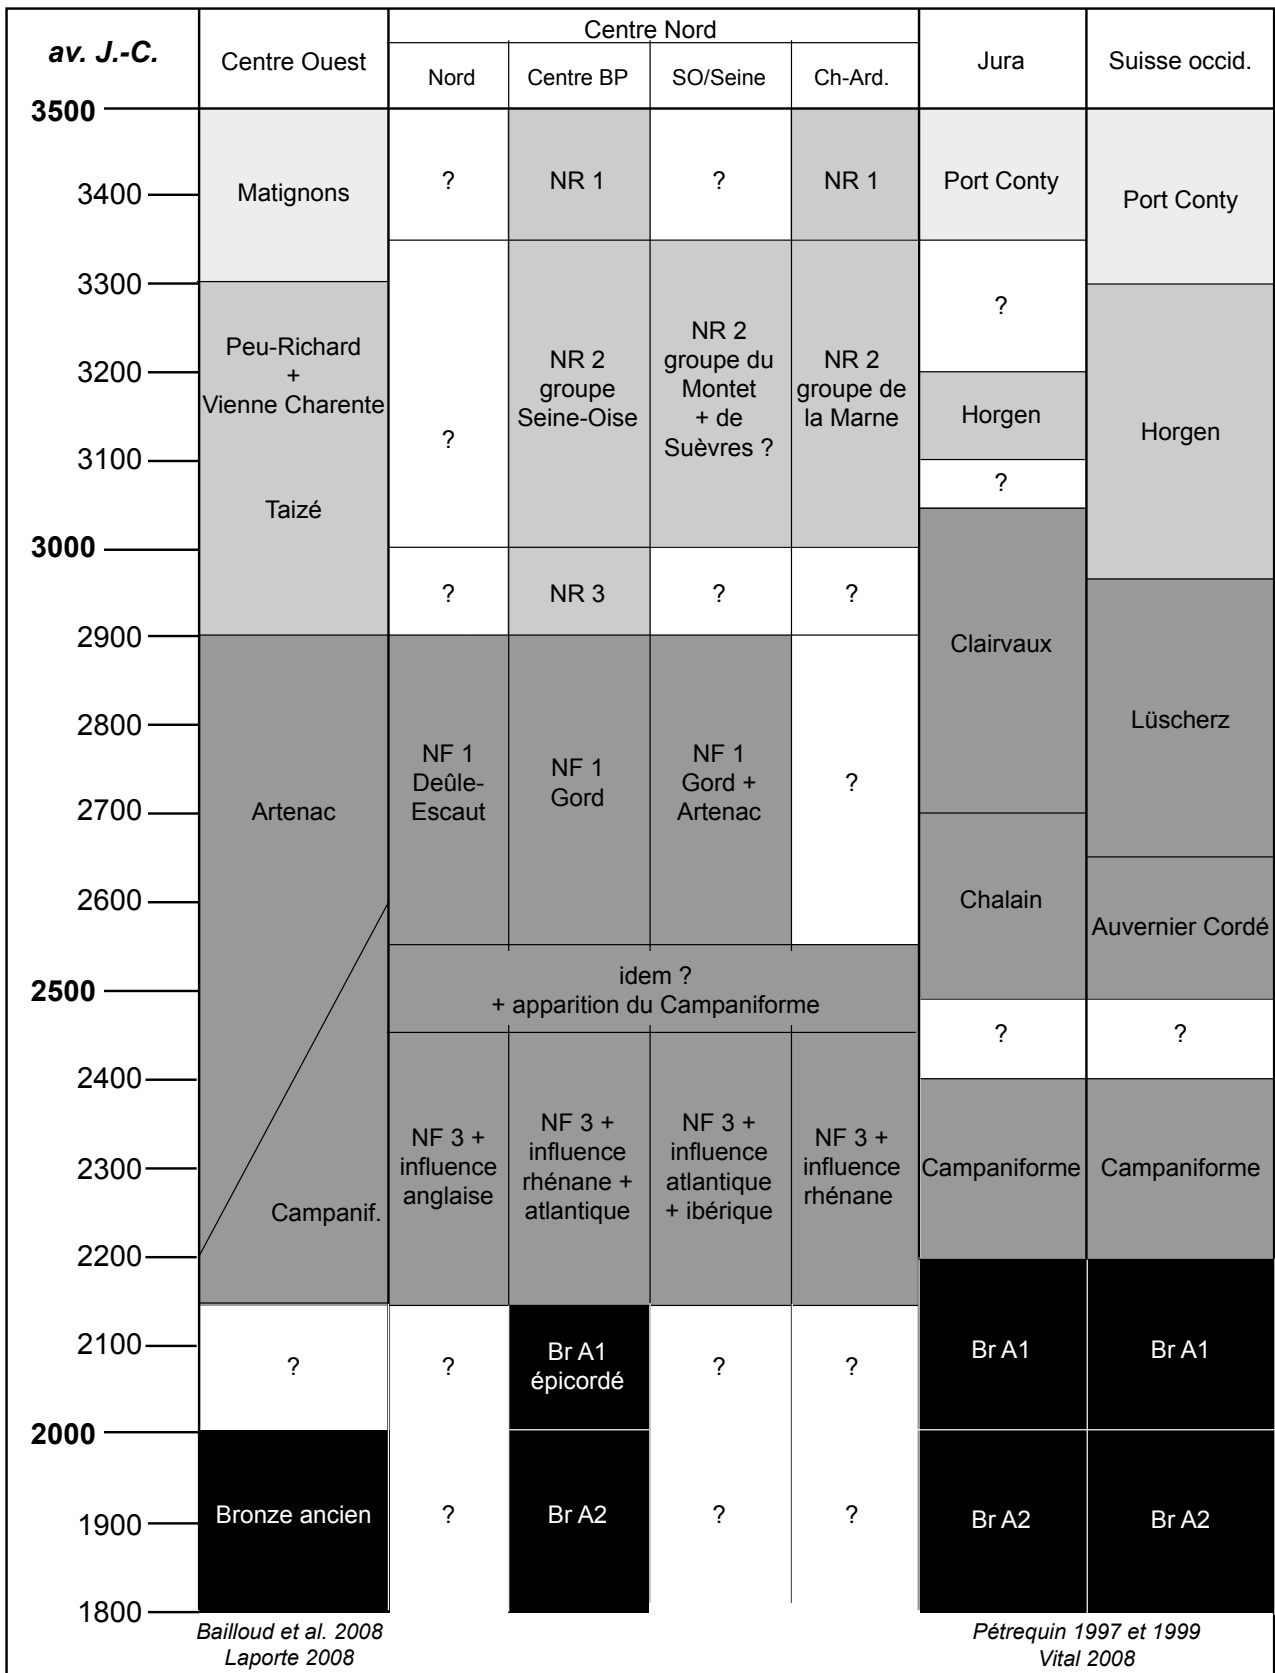 av. J.-C.
Centre Ouest
Centre Nord
Nord
Centre BP
SO/Seine
Ch-Ard.
Jura
Suisse occid.
3500
3400
3300
3200
3100
3000
2900
2800
2700
2600
2500
2400
2300
2200
2100
2000
1900
1800
Matignons
Peu-Richard
+
Vienne Charente
Taizé
Artenac
Campanif.
?
Bronze ancien
?
?
?
NF 1
Deûle-
Escaut
NR 1
NR 2
groupe
Seine-Oise
NR 3
NF 1
Gord
?
NR 2
groupe du
Montet
+ de
Suèvres ?
?
NF 1
Gord +
Artenac
NR 1
NR 2
groupe de
la Marne
?
?
idem ?
+ apparition du Campaniforme
NF 3 +
influence
anglaise
?
?
NF 3 +
influence
rhénane +
atlantique
Br A1
épicordé
Br A2
NF 3 +
influence
atlantique
+ ibérique
?
?
NF 3 +
influence
rhénane
?
?
Port Conty
?
Horgen
?
Clairvaux
Chalain
?
Campaniforme
Br A1
Br A2
Port Conty
Horgen
Lüscherz
Auvernier Cordé
?
Campaniforme
Br A1
Br A2
Bailloud et al. 2008
Laporte 2008
Pétrequin 1997 et 1999
Vital 2008